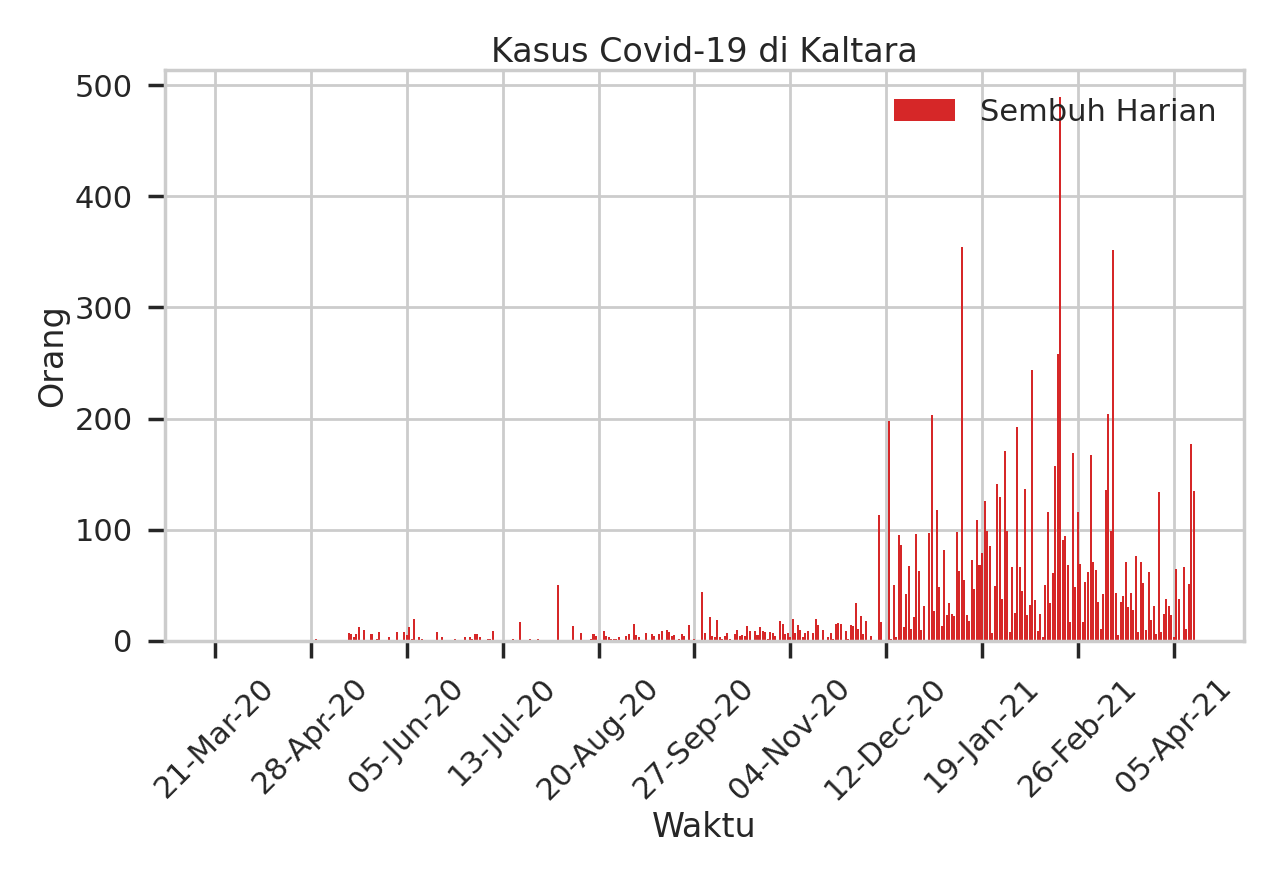 Kasus Covid-19 di Kaltara
Sembuh Harian
Orang
500
400
300
200
100
0
21-Mar-20
28-Apr-20
05-Jun-20
13-Jul-20
20-Aug-20
27-Sep-20
04-Nov-20
12-Dec-20
19-Jan-21
26-Feb-21
05-Apr-21
Waktu